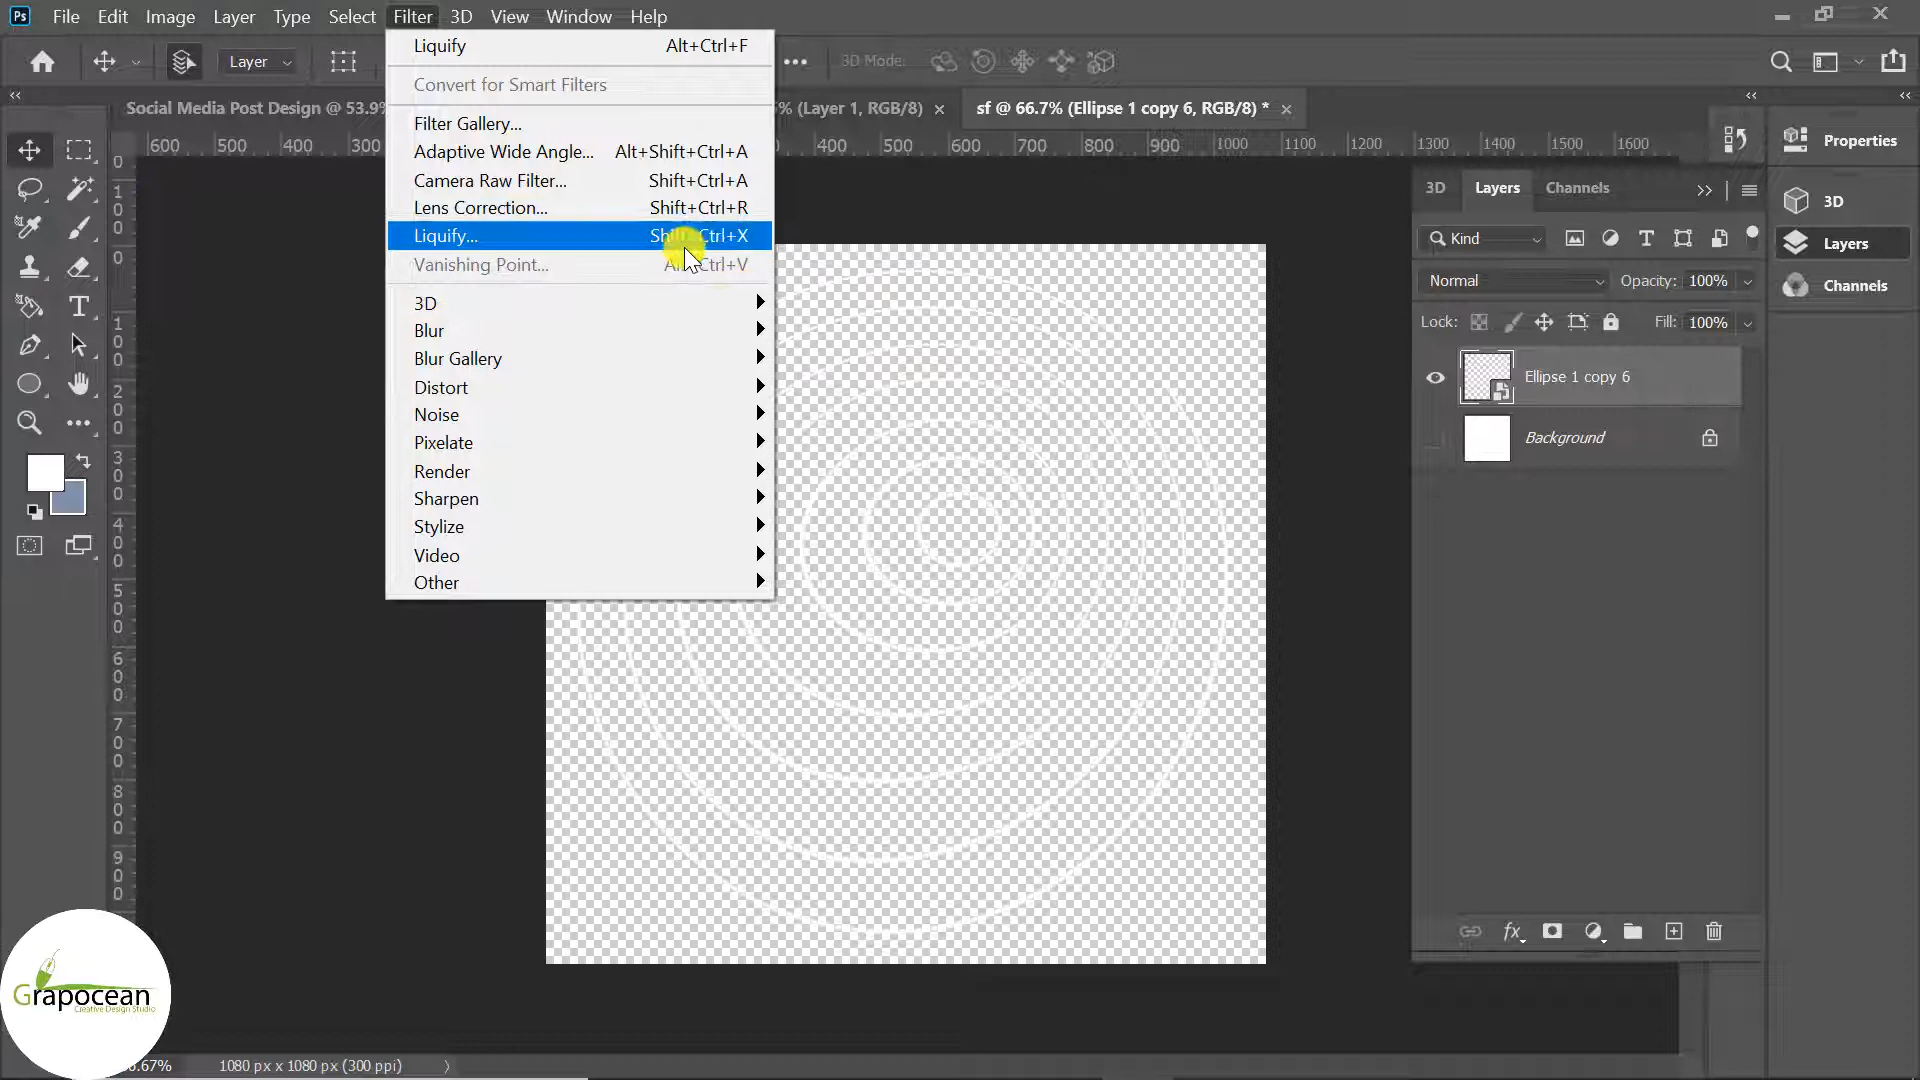 Ps File Edit Image Layer Type Select Filter 3D View Window Help
Layer
3D Mode:
Social Media Post Design @ 53.9%
% (Layer 1, RGB/8) ×
sf @ 66.7% (Ellipse 1 copy 6, RGB/8) * ×
Liquify Alt+Ctrl+F
Convert for Smart Filters
Filter Gallery...
Adaptive Wide Angle... Alt+Shift+Ctrl+A
Camera Raw Filter... Shift+Ctrl+A
Lens Correction... Shift+Ctrl+R
Liquify... Ctrl+X
Vanishing Point... Ctrl+V
3D
Blur
Blur Gallery
Distort
Noise
Pixelate
Render
Sharpen
Stylize
Video
Other
600 500 400 300
400 500 600 700 800 900 1000 1100 1200 1300 1400 1500 1600
0
100
0
100
200
300
400
500
600
700
800
900
3D Layers Channels
Kind
Normal Opacity: 100%
Lock: Fill: 100%
Ellipse 1 copy 6
Background
fx
Properties
3D
Layers
Channels
Grapocean
Creative Design Studio
6.67% 1080 px x 1080 px (300 ppi)